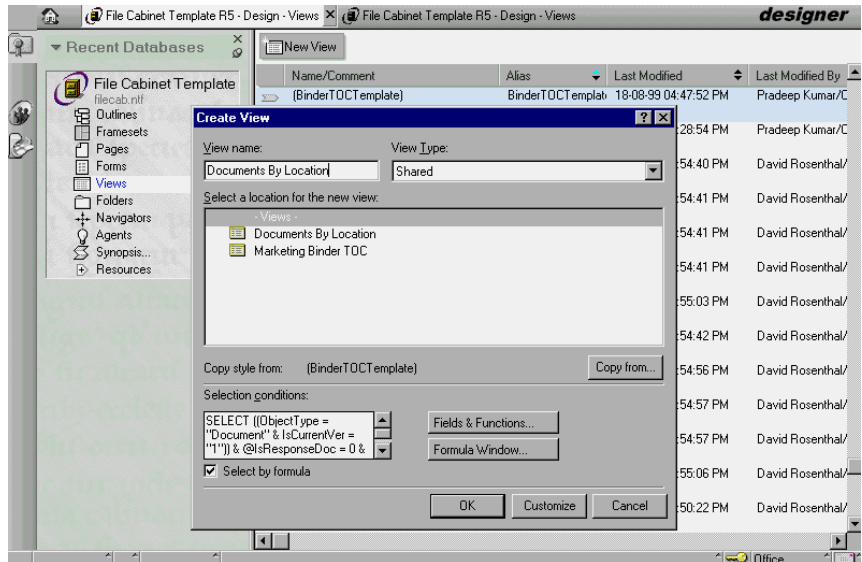 File Cabinet Template R5 - D
Design - Views
File Cabinet Template R5 - Design - Views
designer
Recent Databases
New View
File Cabinet Template
filecab.ntf
Outlines
Framesets
Pages
Forms
Views
Folders
Navigators
Agents
Synopsis...
Resources
Name/Comment
Alias
Last Modified
Last Modified By
(BinderTOCTemplate)
BinderTOCTemplat
18-08-99 04:47:52 PM
Pradeep Kumar/
:28:54 PM
Pradeep Kumar/
:54:40 PM
David Rosenthal/
:54:41 PM
David Rosenthal/
:54:41 PM
David Rosenthal/
:54:41 PM
David Rosenthal/
:55:03 PM
David Rosenthal/
:54:42 PM
David Rosenthal/
:54:56 PM
David Rosenthal/
:54:57 PM
David Rosenthal/
:54:57 PM
David Rosenthal/
:55:06 PM
David Rosenthal/
:50:22 PM
David Rosenthal/
Create View
View name:
View Type:
Documents By Location
Shared
Select a location for the new view:
- Views -
Documents By Location
Marketing Binder TOC
Copy style from:
(BinderTOCTemplate)
Copy from...
Selection conditions:
SELECT ((ObjectType =
"Document" & IsCurrentVer =
"1")) & @IsResponseDoc = 0 &
Fields & Functions...
Formula Window...
Select by formula
OK
Customize
Cancel
Office